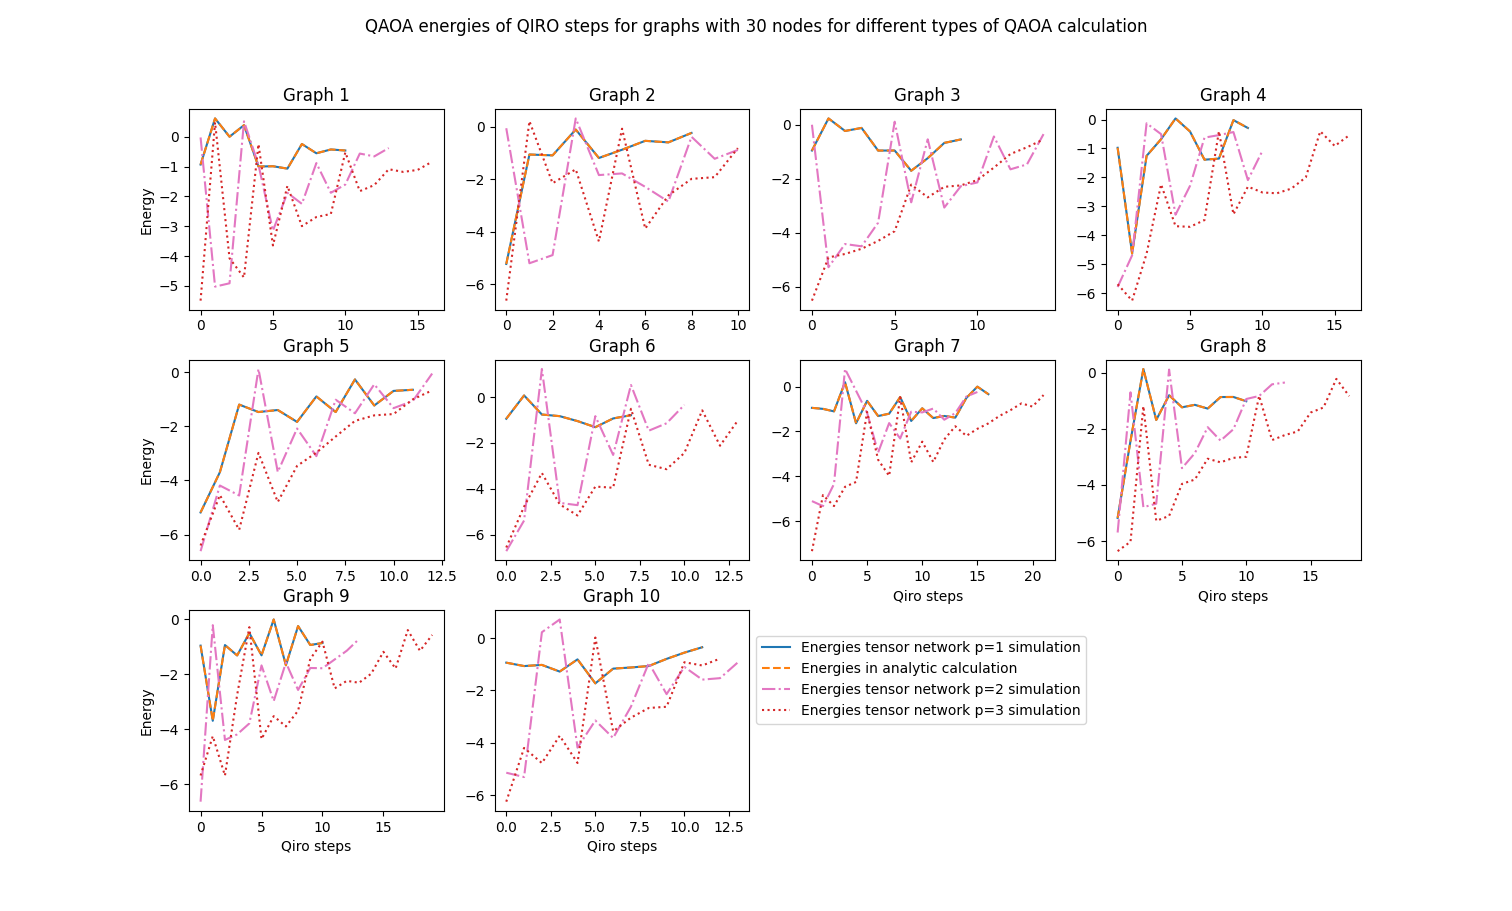 QAOA energies of QIRO steps for graphs with 30 nodes for different types of QAOA calculation
Graph 1
Graph 2
Graph 3
Graph 4
Energy
0
−1
−2
−3
−4
−5
0 5 10 15
0
−2
−4
−6
0 2 4 6 8 10
0
−2
−4
−6
0 5 10
0
−1
−2
−3
−4
−5
−6
0 5 10 15
Graph 5
Graph 6
Graph 7
Graph 8
Energy
0
−2
−4
−6
0.0 2.5 5.0 7.5 10.0 12.5
0
−2
−4
−6
0.0 2.5 5.0 7.5 10.0 12.5
0
−2
−4
−6
0 5 10 15 20
Qiro steps
0
−2
−4
−6
0 5 10 15
Qiro steps
Graph 9
Graph 10
Energy
0
−2
−4
−6
0 5 10 15
Qiro steps
0
−2
−4
−6
0.0 2.5 5.0 7.5 10.0 12.5
Qiro steps
Energies tensor network p=1 simulation
Energies in analytic calculation
Energies tensor network p=2 simulation
Energies tensor network p=3 simulation